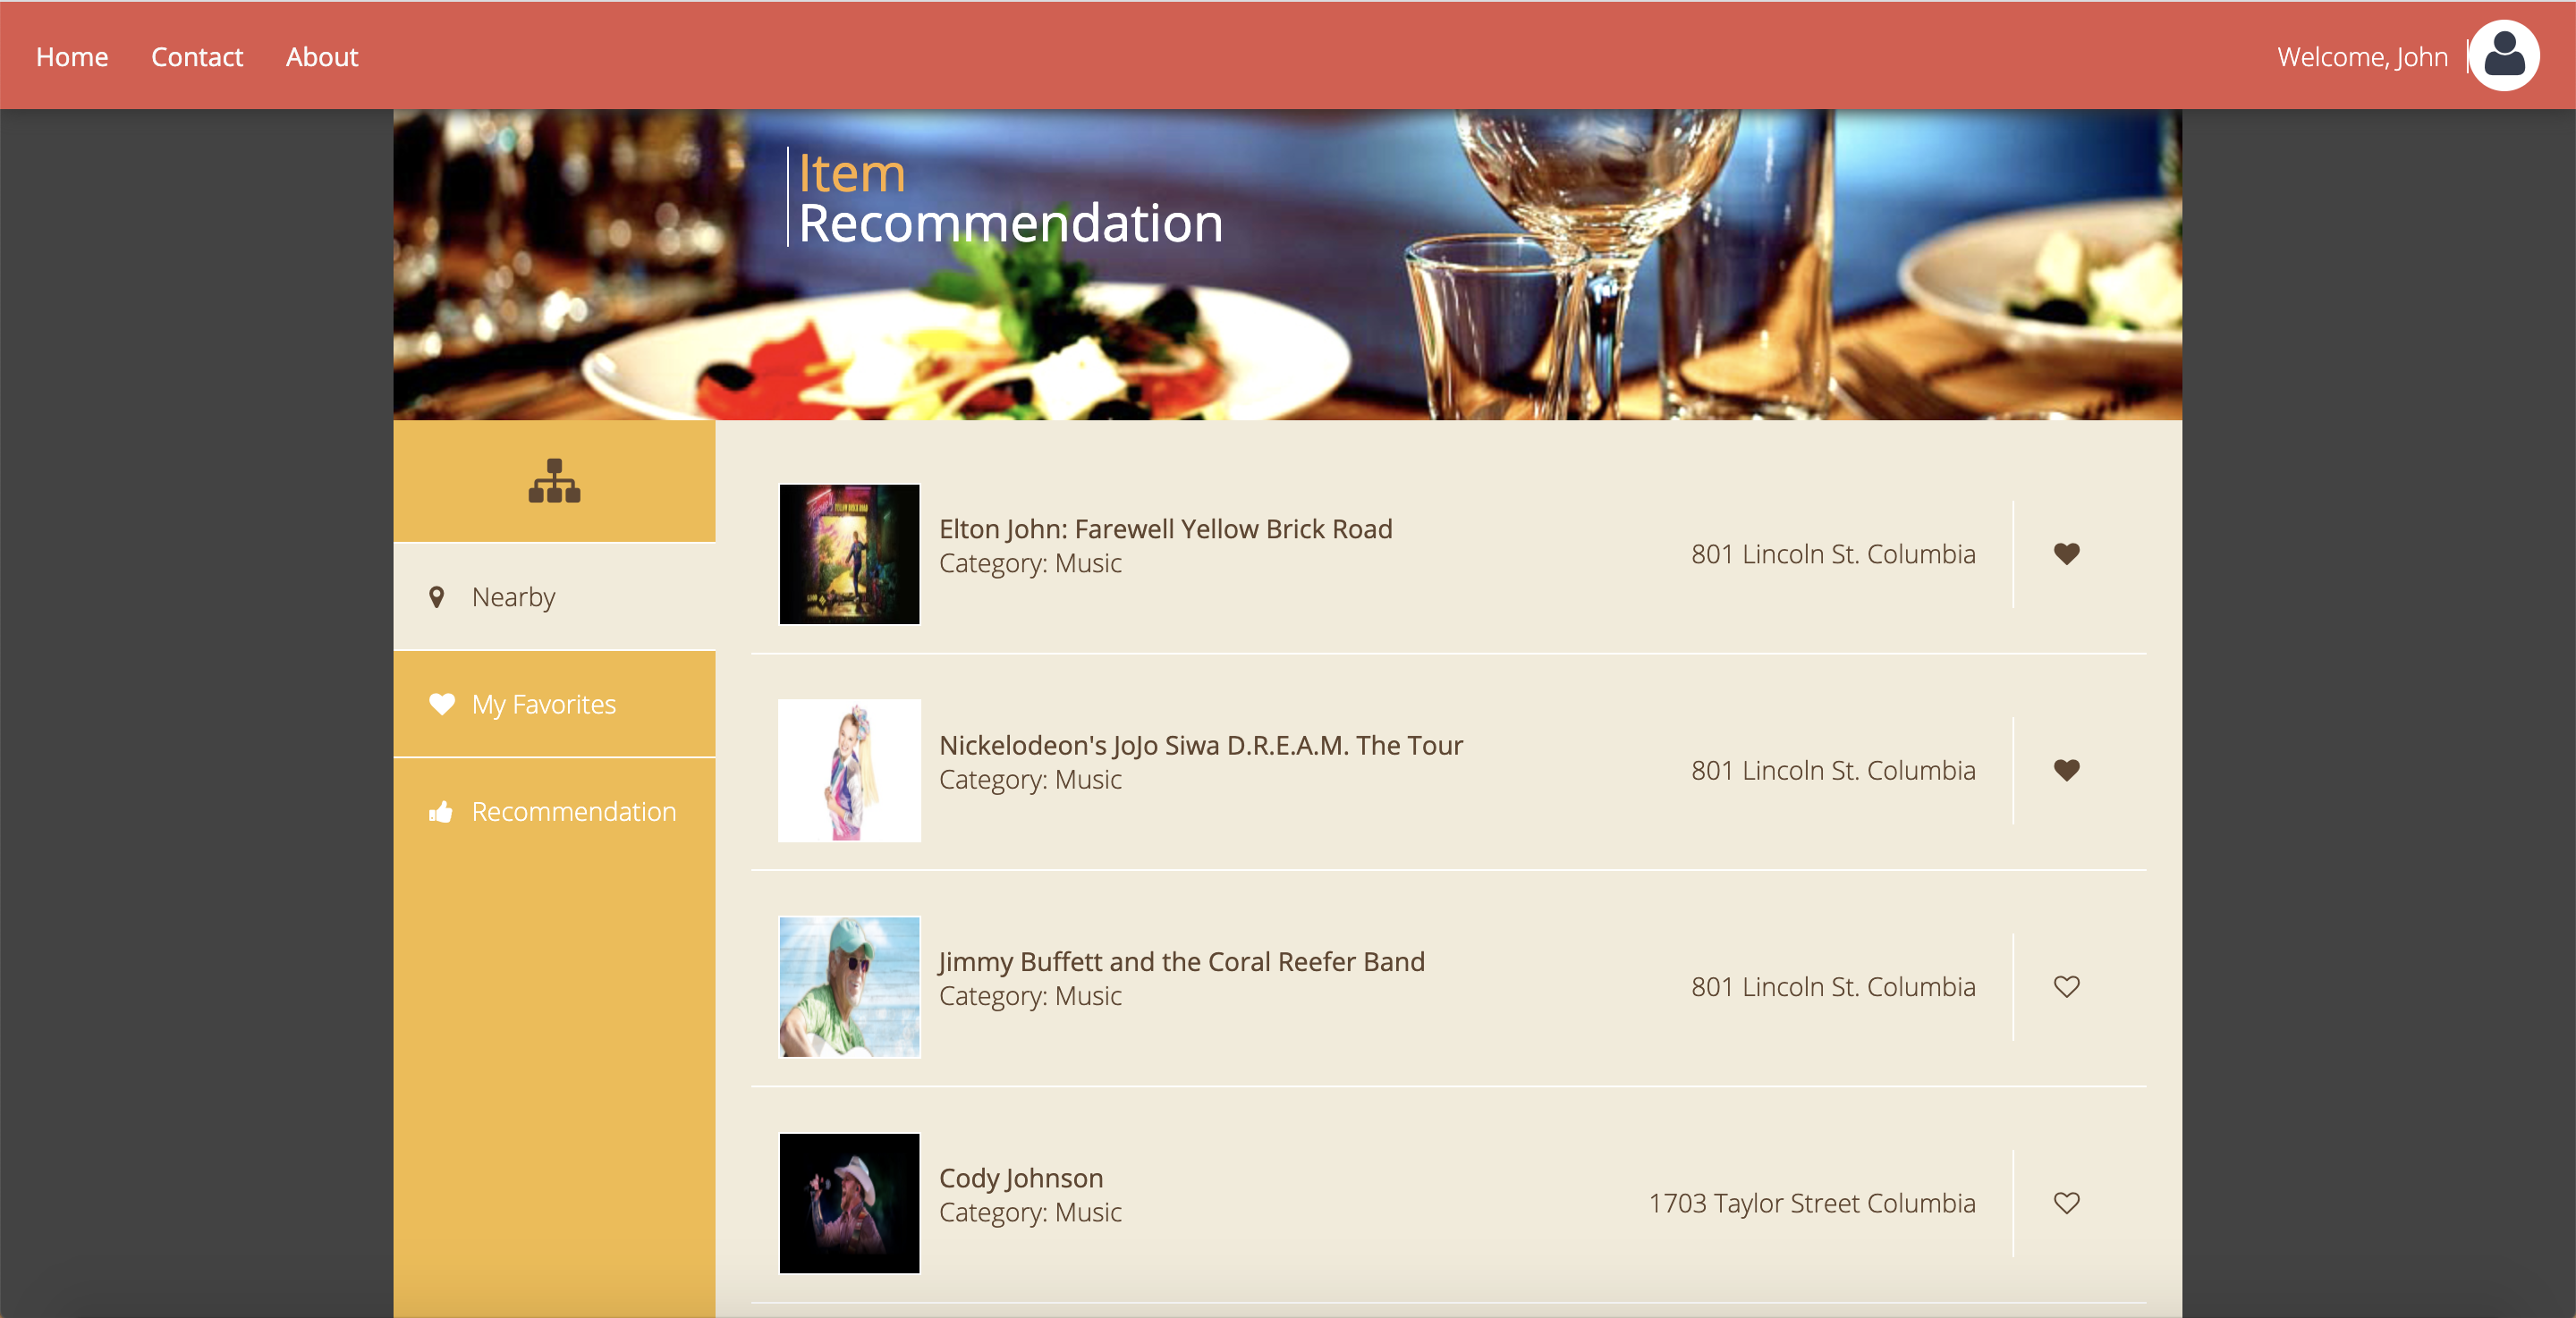 Home
Contact
About
Welcome, John
Item
Recommendation
Nearby
My Favorites
Recommendation
Elton John: Farewell Yellow Brick Road
Category: Music
801 Lincoln St. Columbia
Nickelodeon's JoJo Siwa D.R.E.A.M. The Tour
Category: Music
801 Lincoln St. Columbia
Jimmy Buffett and the Coral Reefer Band
Category: Music
801 Lincoln St. Columbia
Cody Johnson
Category: Music
1703 Taylor Street Columbia